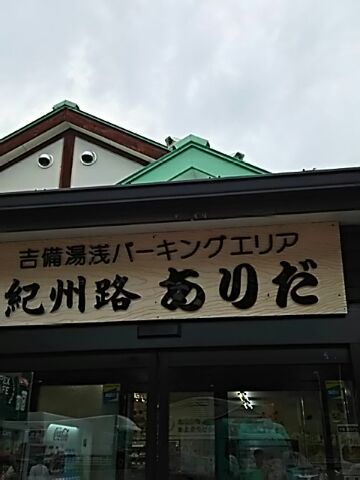 吉備湯浅パーキングエリア
紀州路 ありだ